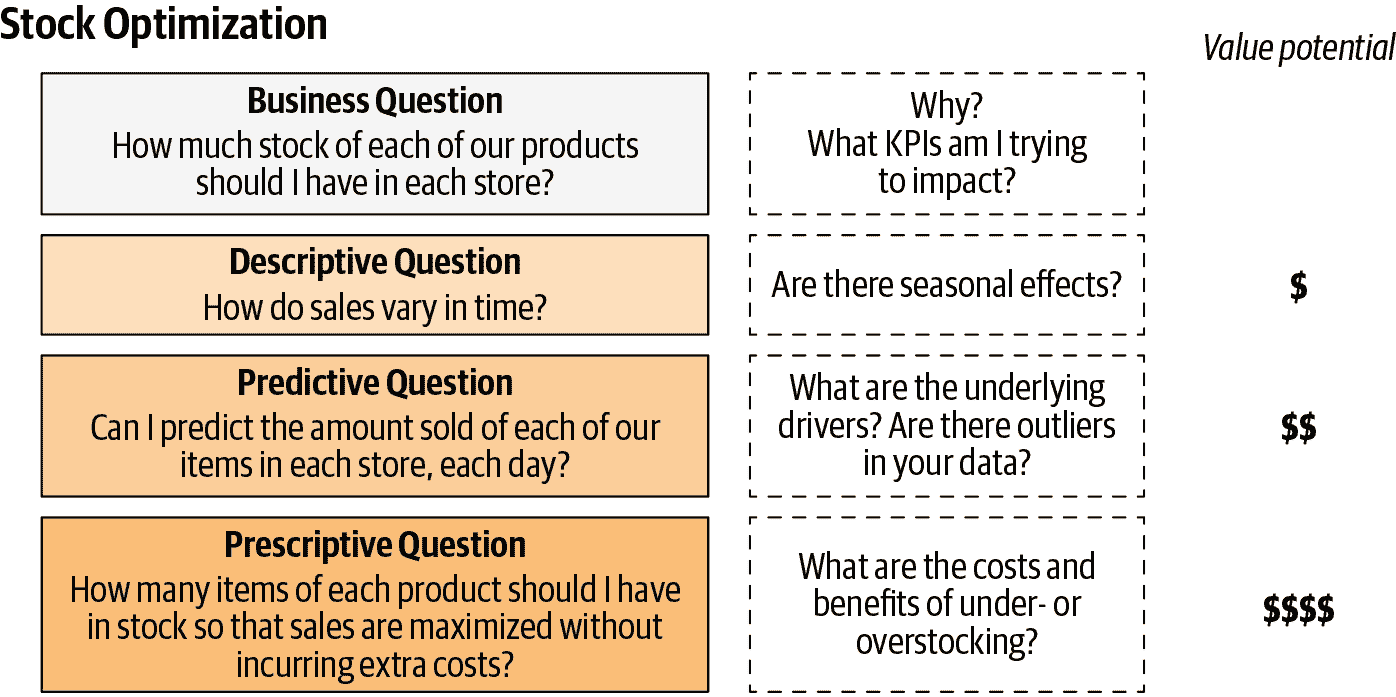 Stock Optimization
Value potential
Business Question
How much stock of each of our products
should I have in each store?
Why?
What KPIs am I trying
to impact?
Descriptive Question
How do sales vary in time?
Are there seasonal effects?
$
Predictive Question
Can I predict the amount sold of each of our
items in each store, each day?
What are the underlying
drivers? Are there outliers
in your data?
$$
Prescriptive Question
How many items of each product should I have
in stock so that sales are maximized without
incurring extra costs?
What are the costs and
benefits of under- or
overstocking?
$$$$